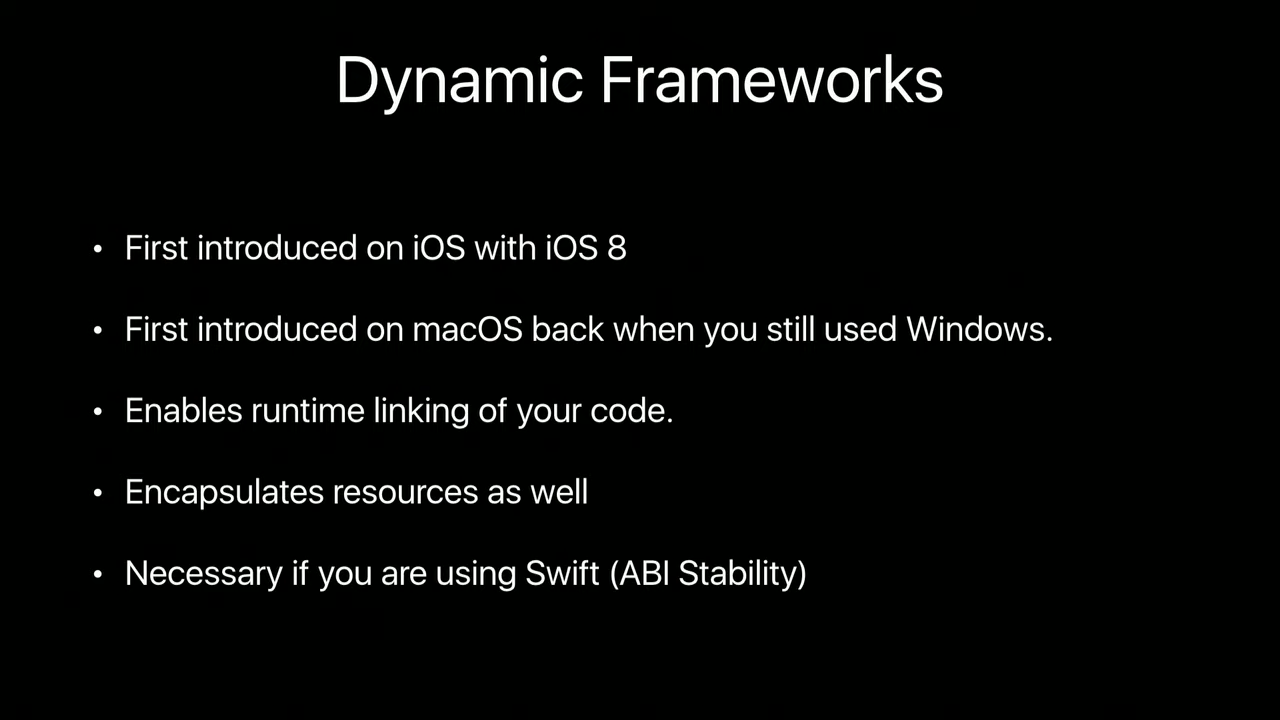 Dynamic Frameworks
• First introduced on iOS with iOS 8
• First introduced on macOS back when you still used Windows.
• Enables runtime linking of your code.
• Encapsulates resources as well
• Necessary if you are using Swift (ABI Stability)